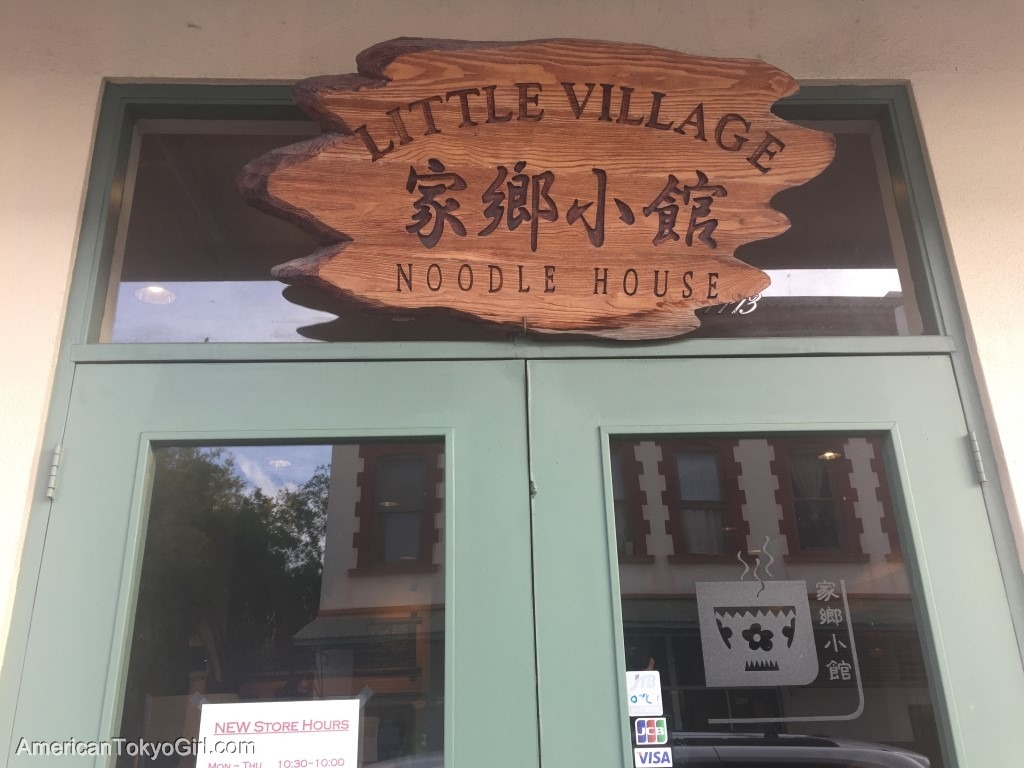 LITTLE VILLAGE
家鄉小館
NOODLE HOUSE
1113
家鄉小館
NEW STORE HOURS
MON - THU 10:30~10:00
JTB
JCB
VISA
AmericanTokyoGirl.com